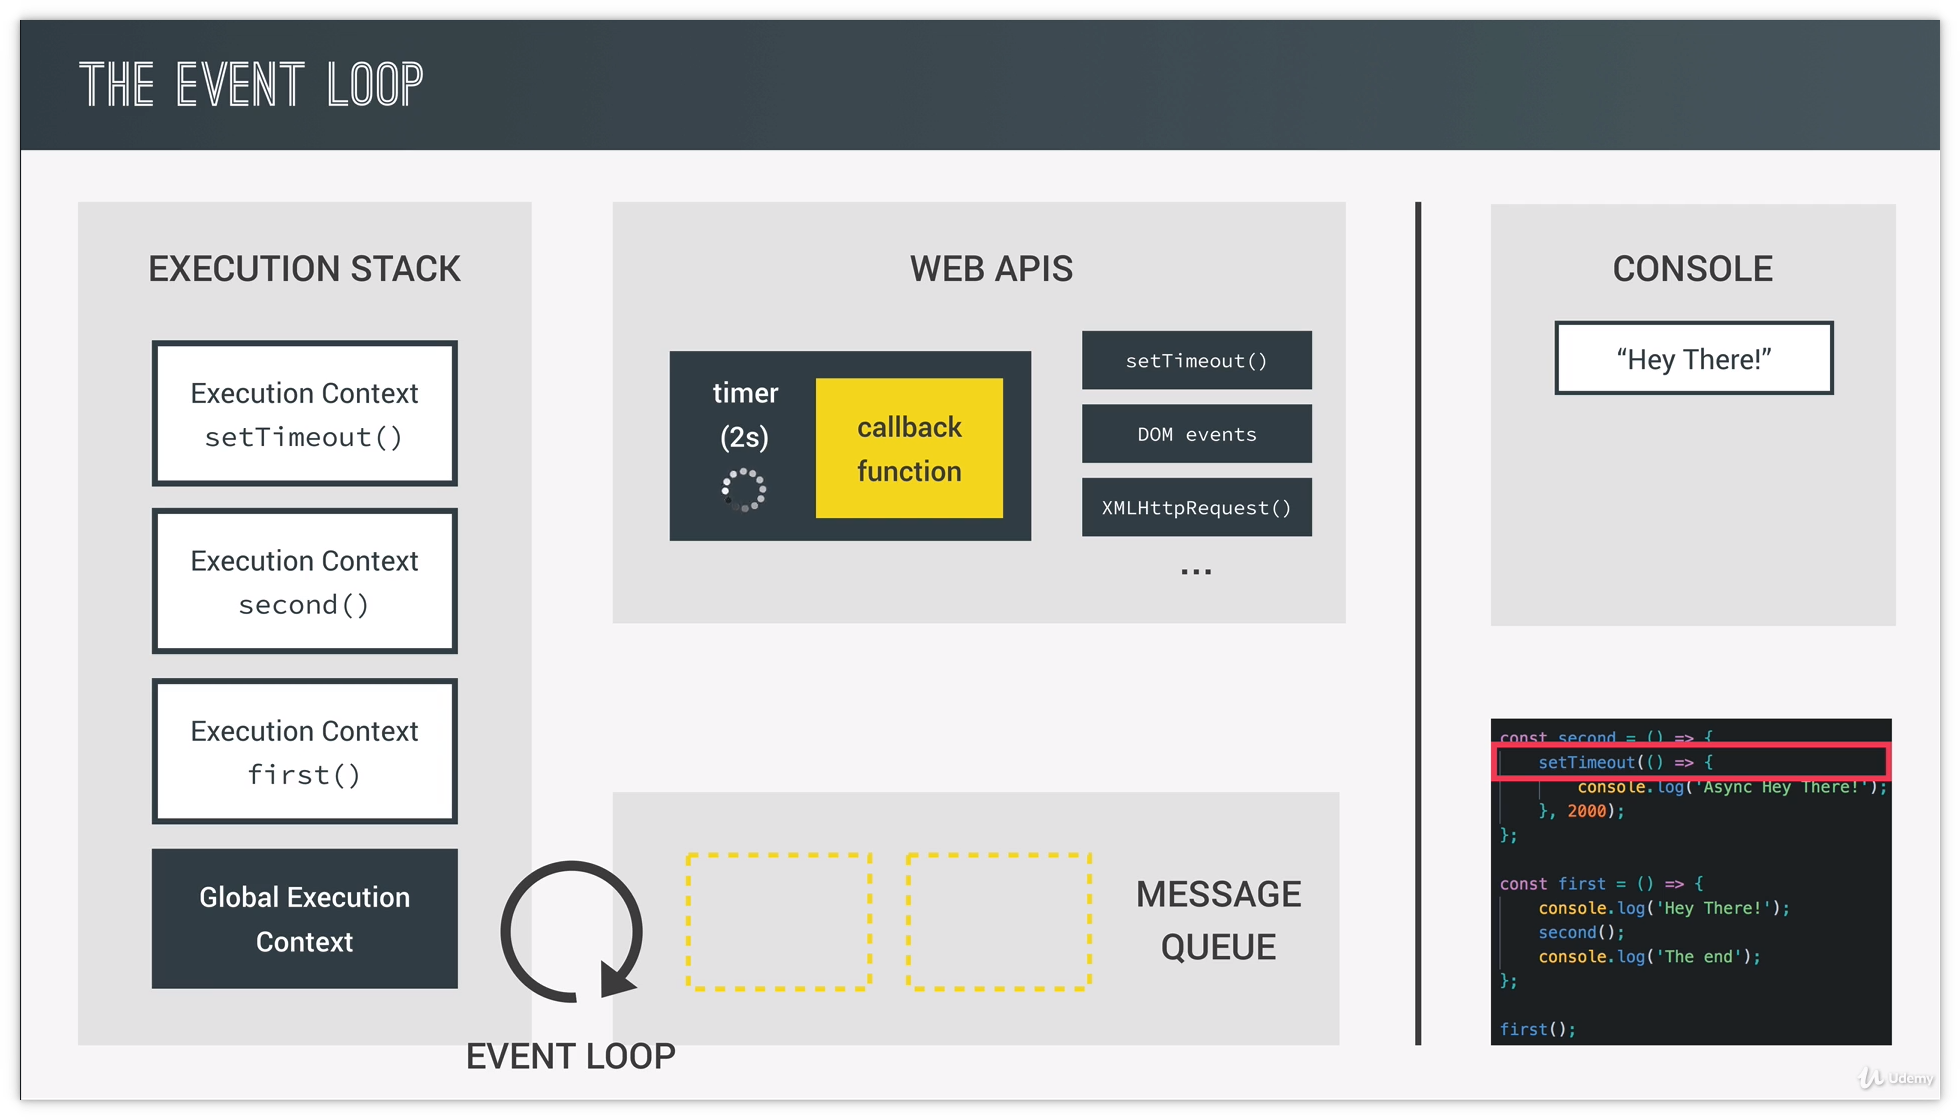 THE EVENT LOOP
EXECUTION STACK
Execution Context
setTimeout()
Execution Context
second()
Execution Context
first()
Global Execution
Context
EVENT LOOP
WEB APIS
timer
(2s)
callback
function
setTimeout()
DOM events
XMLHttpRequest()
...
MESSAGE
QUEUE
CONSOLE
“Hey There!”
const second = () => {
setTimeout(() => {
console.log('Async Hey There!');
}, 2000);
};
const first = () => {
console.log('Hey There!');
second();
console.log('The end');
};
first();
Udemy